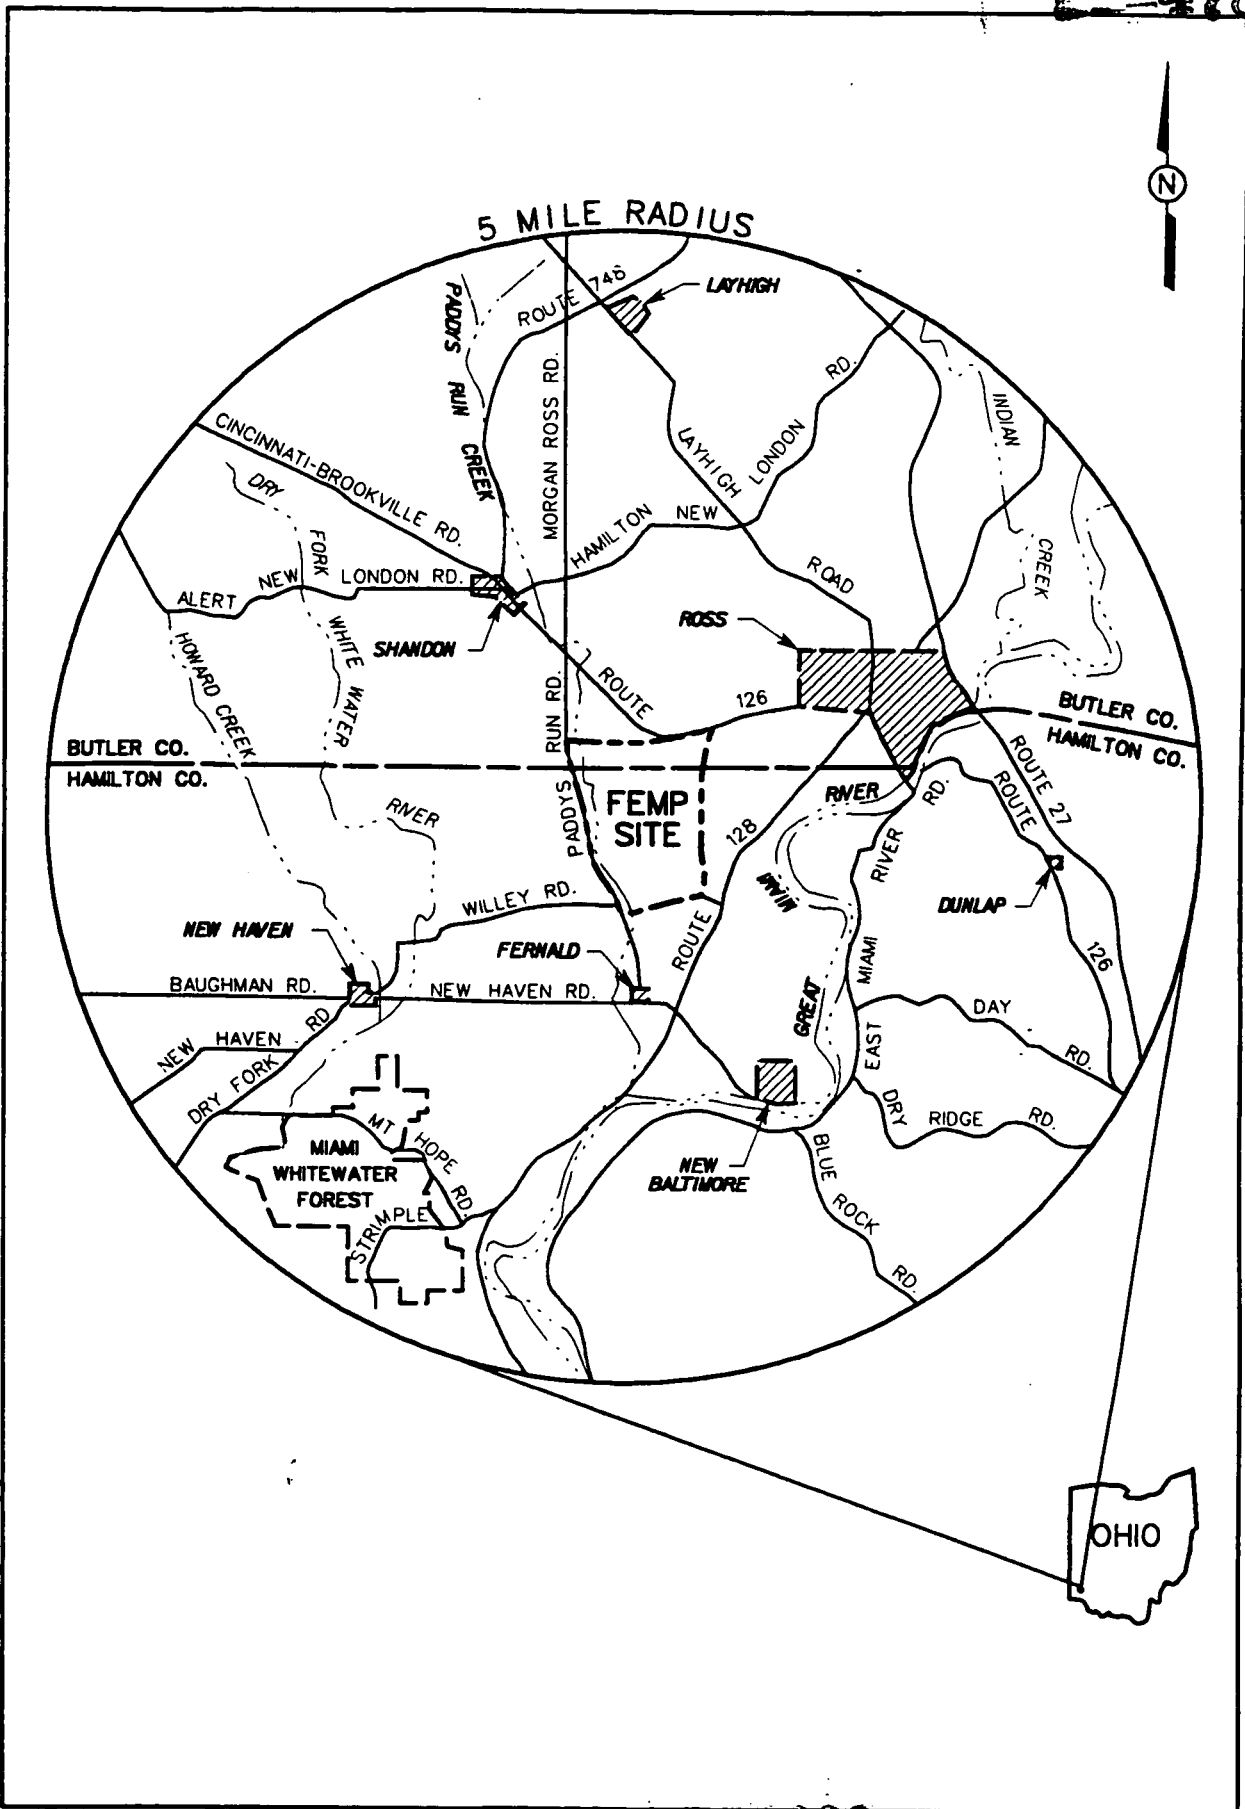 N
5 MILE RADIUS
LAYHIGH
ROUTE 746
PADDYS RUN CREEK
MORGAN ROSS RD.
INDIAN CREEK
CINCINNATI-BROOKVILLE RD.
LAYHIGH ROAD
HAMILTON NEW LONDON RD.
DRY FORK WHITE WATER RIVER
ALERT NEW LONDON RD.
SHANDON
ROSS
HOWARD CREEK
ROUTE 126
PADDYS RUN RD.
BUTLER CO.
HAMILTON CO.
BUTLER CO.
HAMILTON CO.
ROUTE 27
FEMP
SITE
ROUTE 128
GREAT MIAMI RIVER
EAST MIAMI RIVER RD.
ROUTE 126
DUNLAP
WILLEY RD.
NEW HAVEN
FERNALD
BAUGHMAN RD.
NEW HAVEN RD.
DAY RD.
NEW HAVEN RD
DRY FORK
DRY RIDGE RD.
MT HOPE RD.
MIAMI
WHITEWATER
FOREST
NEW
BALTIMORE
BLUE ROCK RD.
STRIMPLE
OHIO